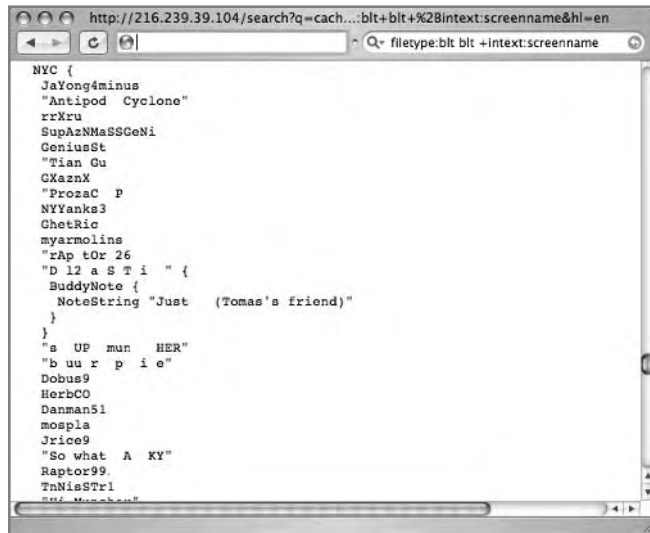 http://216.239.39.104/search?q=cach...:blt+blt+%2Bintext:screenname&hl=en
filetype:blt blt +intext:screenname
NYC {
JaYong4minus
"Antipod Cyclone"
rrXru
SupAzNMaSSGeNi
GeniusSt
"Tian Gu
GXaznX
"ProzaC P
NYYanks3
GhetRic
myarmolins
"rAp tOr 26
"D l2 a S T i " {
BuddyNote {
NoteString "Just (Tomas's friend)"
}
}
"s UP mun HER"
"b uu r p i e"
Dobus9
HerbCO
Danman51
mospla
Jrice9
"So what A KY"
Raptor99.
TnNisSTr1